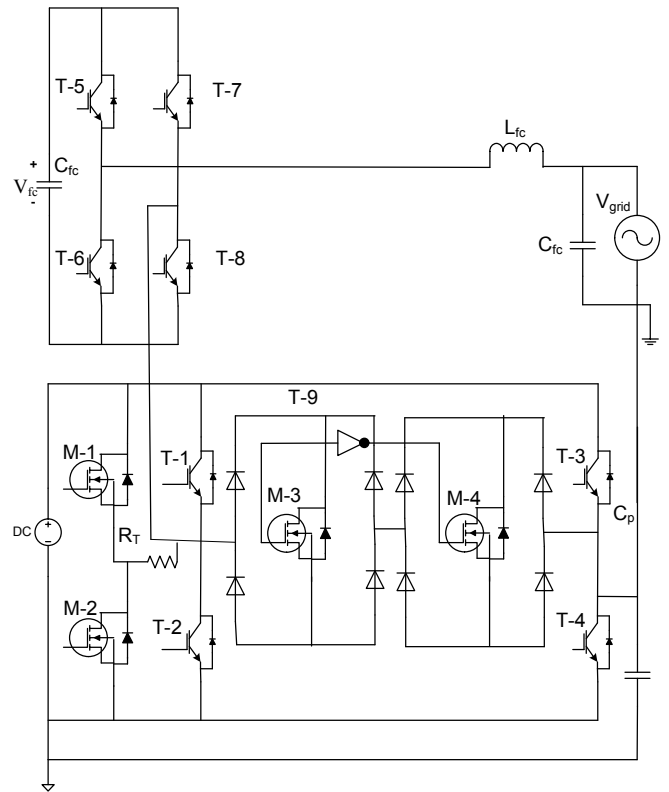 T-5
T-7
+
C_fc
V_fc
-
T-6
T-8
L_fc
V_grid
C_fc
T-9
M-1
T-1
M-3
M-4
T-3
C_p
DC
+
-
R_T
M-2
T-2
T-4